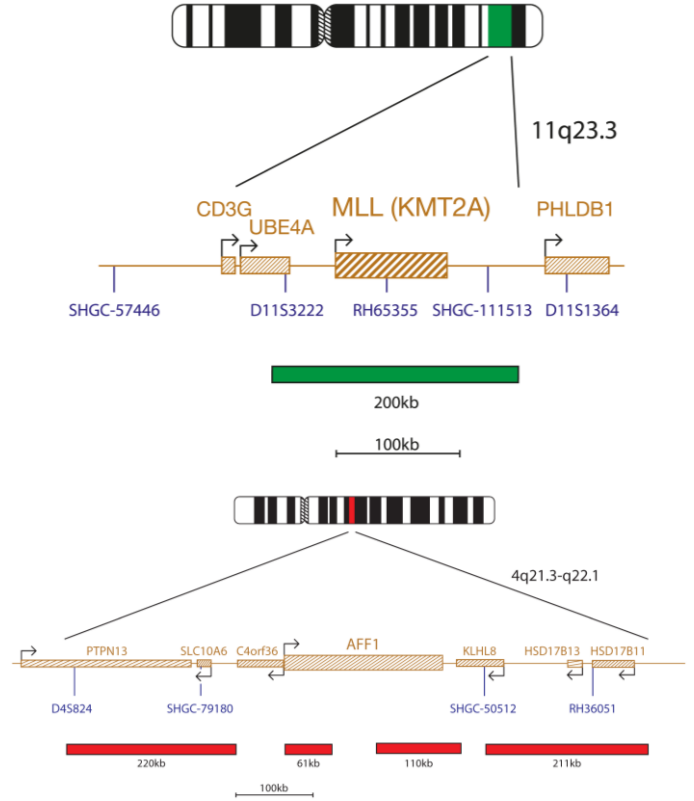 11q23.3
CD3G
UBE4A
MLL (KMT2A)
PHLDB1
SHGC-57446
D11S3222
RH65355
SHGC-111513
D11S1364
200kb
100kb
4q21.3-q22.1
PTPN13
SLC10A6
C4orf36
AFF1
KLHL8
HSD17B13
HSD17B11
D4S824
SHGC-79180
SHGC-50512
RH36051
220kb
61kb
110kb
211kb
100kb